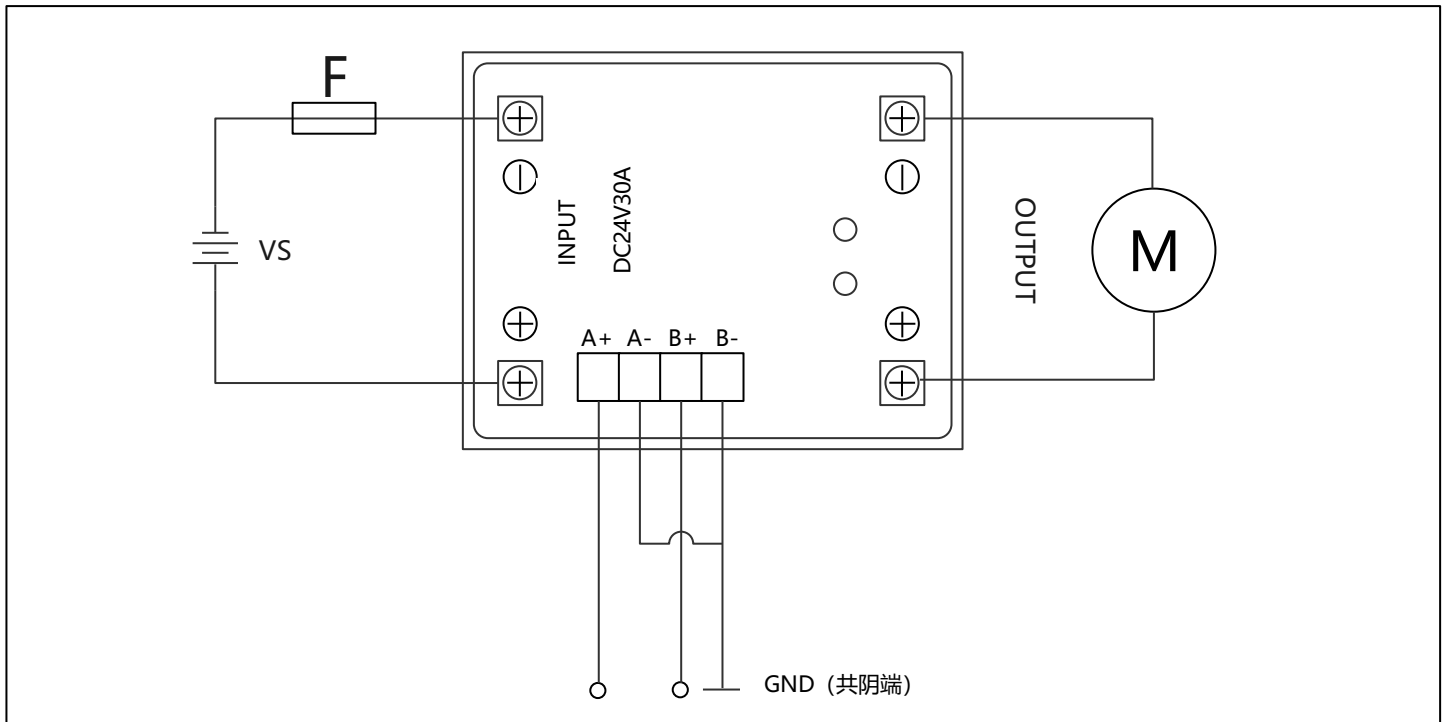 F
VS
INPUT
DC24V30A
OUTPUT
M
A+ A- B+ B-
GND (共阴端)